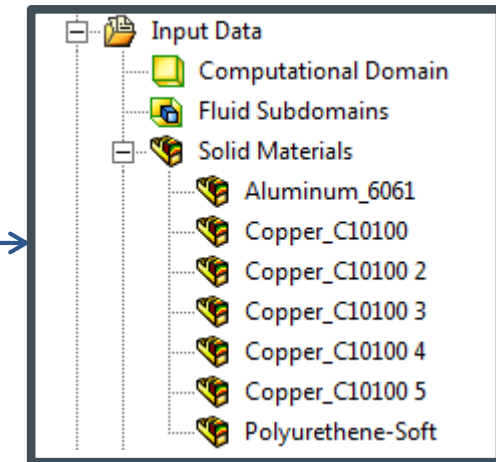 Input Data
Computational Domain
Fluid Subdomains
Solid Materials
Aluminum_6061
Copper_C10100
Copper_C10100 2
Copper_C10100 3
Copper_C10100 4
Copper_C10100 5
Polyurethene-Soft